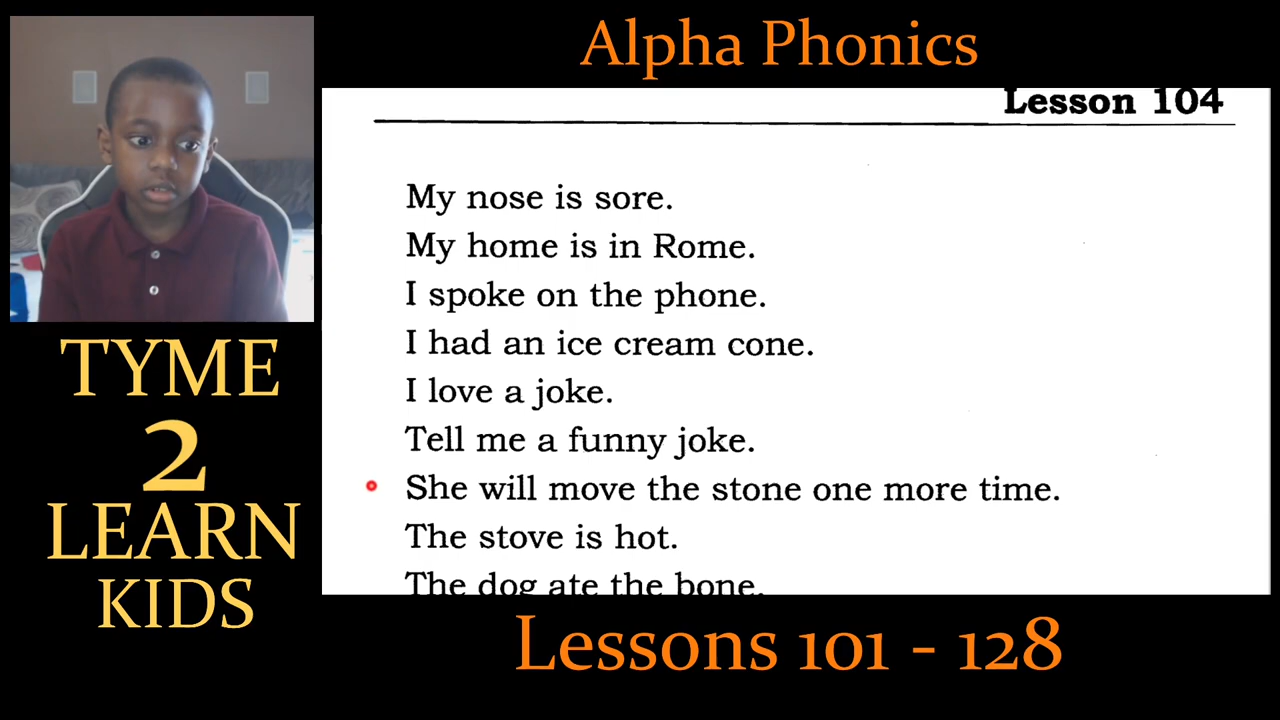 Alpha Phonics
Lesson 104
My nose is sore.
My home is in Rome.
I spoke on the phone.
I had an ice cream cone.
I love a joke.
Tell me a funny joke.
She will move the stone one more time.
The stove is hot.
The dog ate the bone.
TYME
2
LEARN
KIDS
Lessons 101 - 128